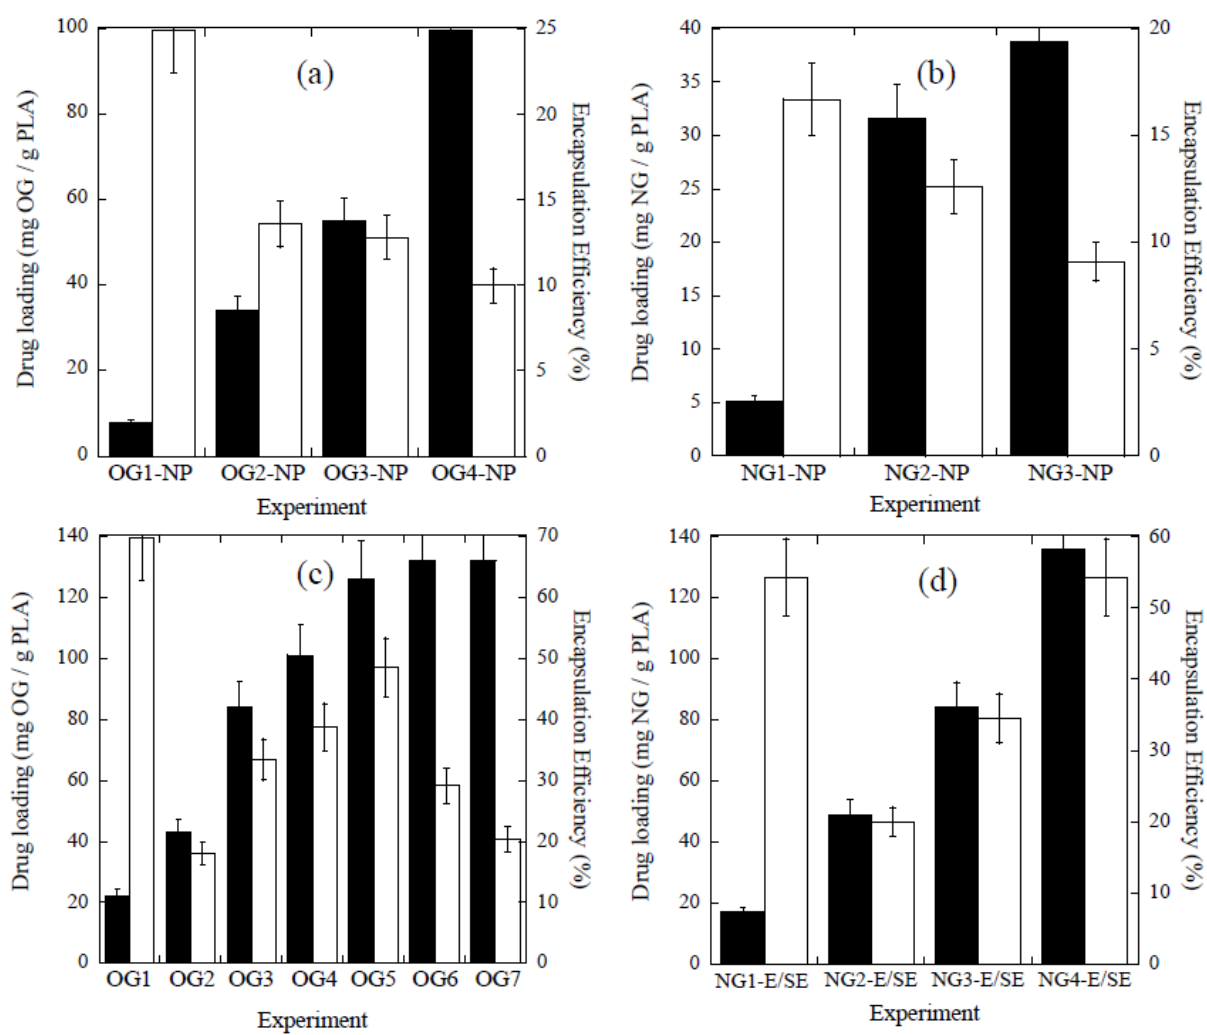 (a)
Drug loading (mg OG / g PLA)
100
80
60
40
20
0
Encapsulation Efficiency (%)
25
20
15
10
5
0
OG1-NP OG2-NP OG3-NP OG4-NP
Experiment
(b)
Drug loading (mg NG / g PLA)
40
35
30
25
20
15
10
5
0
Encapsulation Efficiency (%)
20
15
10
5
0
NG1-NP NG2-NP NG3-NP
Experiment
(c)
Drug loading (mg OG / g PLA)
140
120
100
80
60
40
20
0
Encapsulation Efficiency (%)
70
60
50
40
30
20
10
0
OG1 OG2 OG3 OG4 OG5 OG6 OG7
Experiment
(d)
Drug loading (mg NG / g PLA)
140
120
100
80
60
40
20
0
Encapsulation Efficiency (%)
60
50
40
30
20
10
0
NG1-E/SE NG2-E/SE NG3-E/SE NG4-E/SE
Experiment